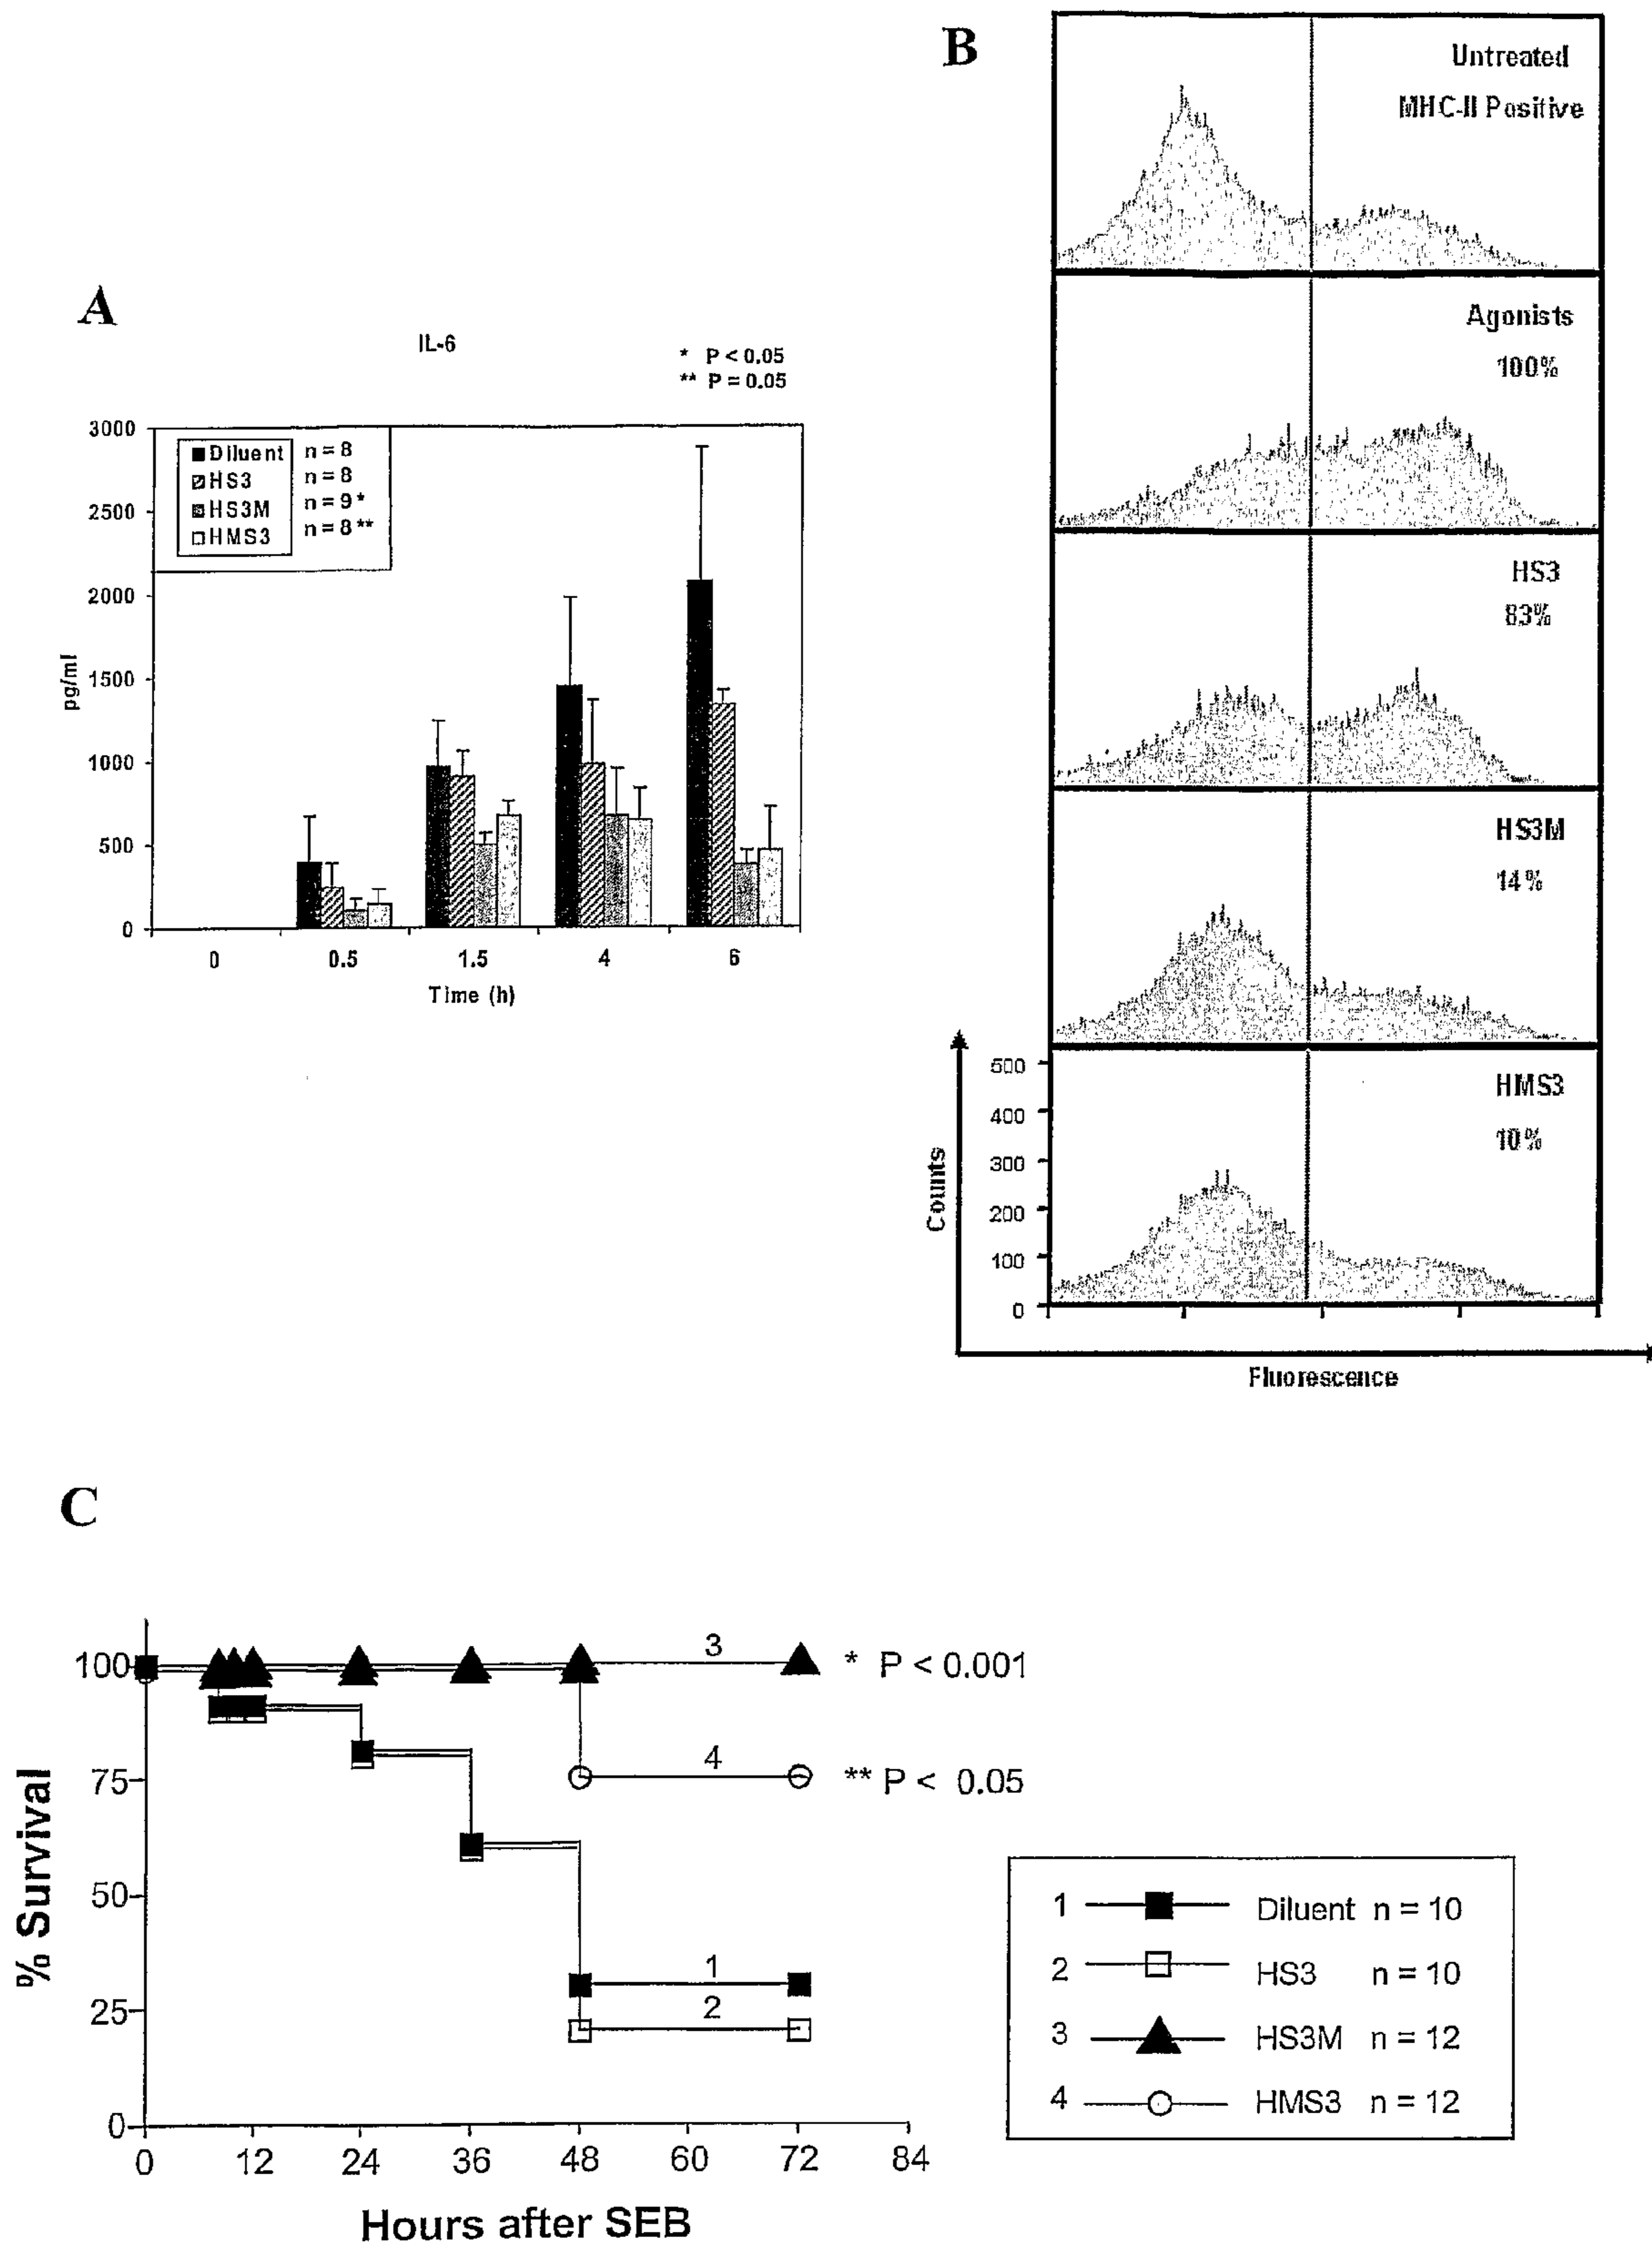 A
IL-6
* P < 0.05
** P = 0.05
Diluent n = 8
HS3 n = 8
HS3M n = 9 *
HMS3 n = 8 **
3000
2500
2000
1500
1000
500
0
pg/ml
0 0.5 1.5 4 6
Time (h)
B
Untreated
MHC-II Positive
Agonists
100%
HS3
83%
HS3M
14%
HMS3
10%
500
400
300
200
100
0
Counts
Fluorescence
C
100
75
50
25
0
% Survival
3 * P < 0.001
4 ** P < 0.05
1
2
0 12 24 36 48 60 72 84
Hours after SEB
1 Diluent n = 10
2 HS3 n = 10
3 HS3M n = 12
4 HMS3 n = 12